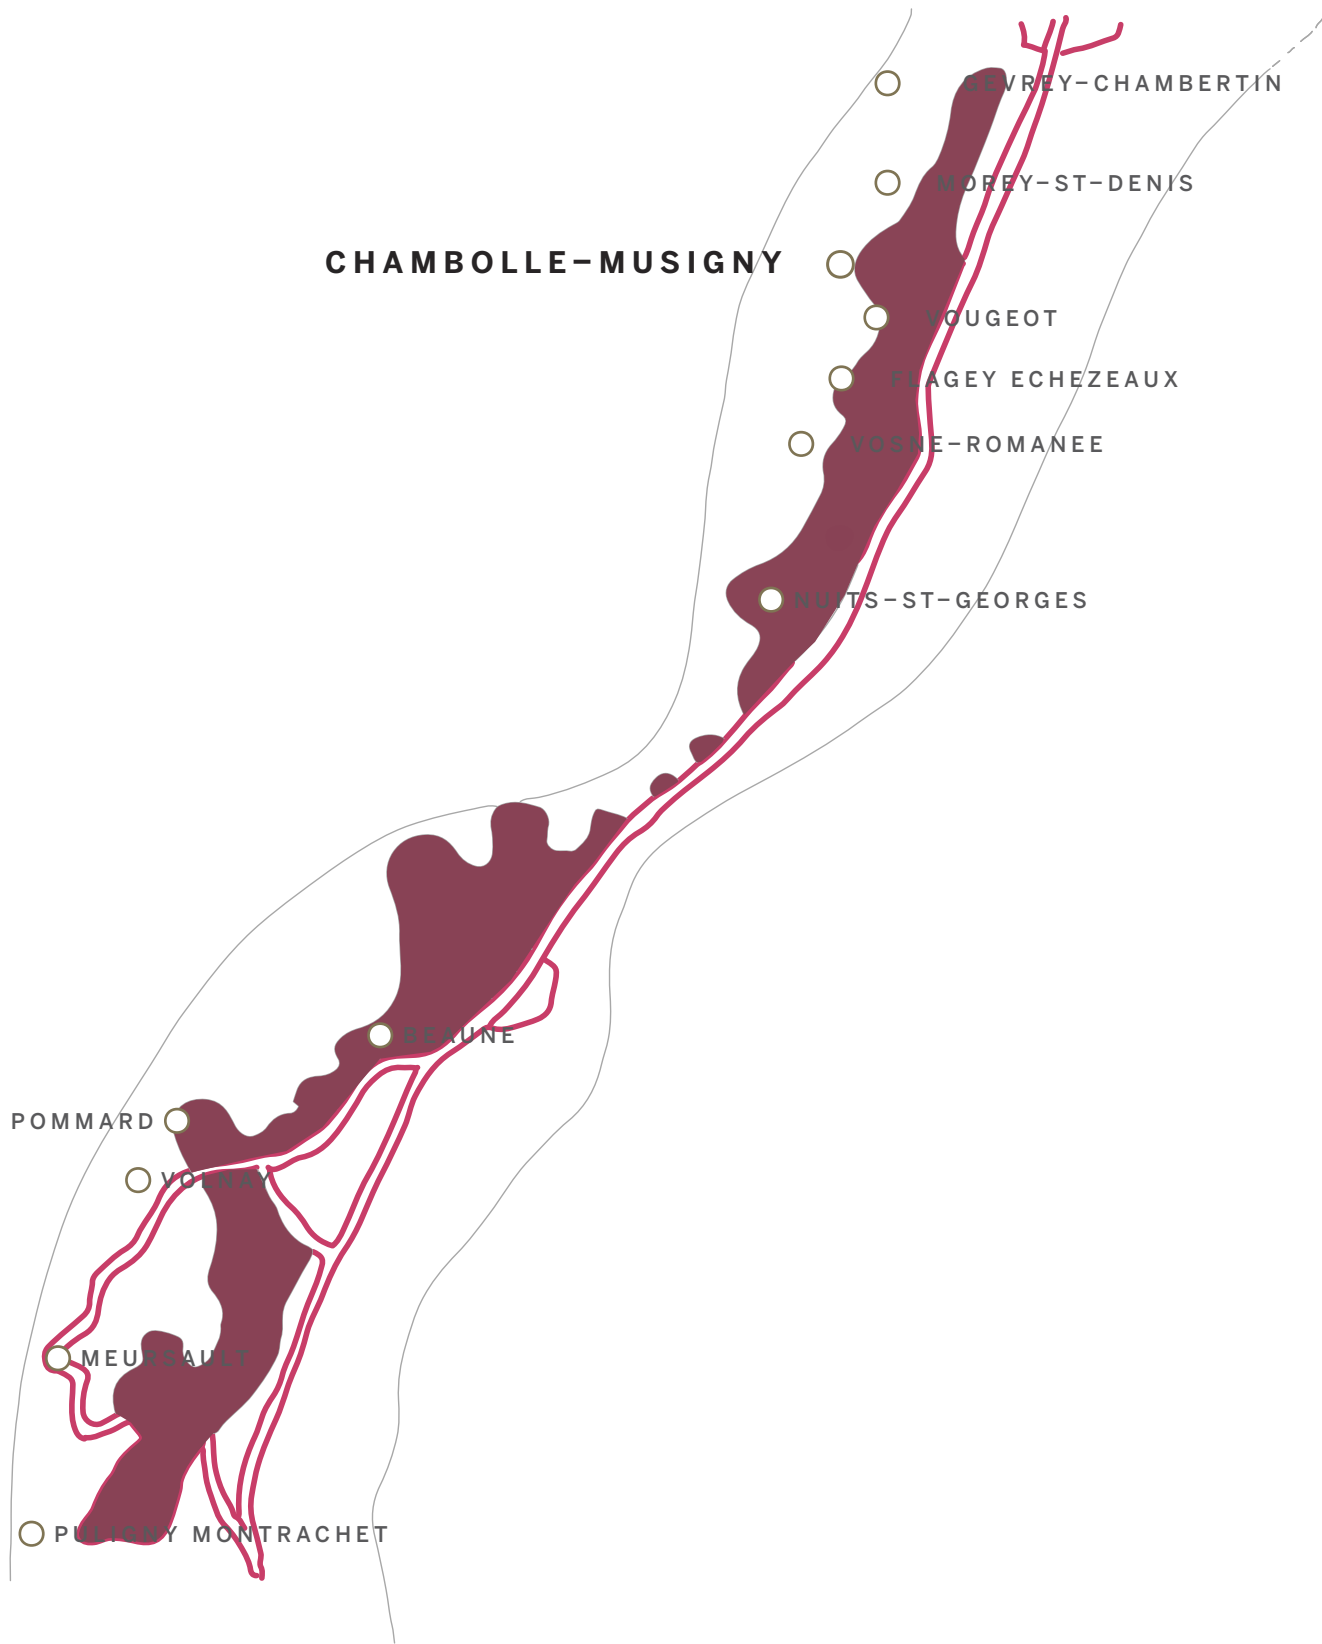 GEVREY–CHAMBERTIN
MOREY–ST–DENIS
CHAMBOLLE–MUSIGNY
VOUGEOT
FLAGEY ECHEZEAUX
VOSNE–ROMANEE
NUITS–ST–GEORGES
BEAUNE
POMMARD
VOLNAY
MEURSAULT
PULIGNY MONTRACHET